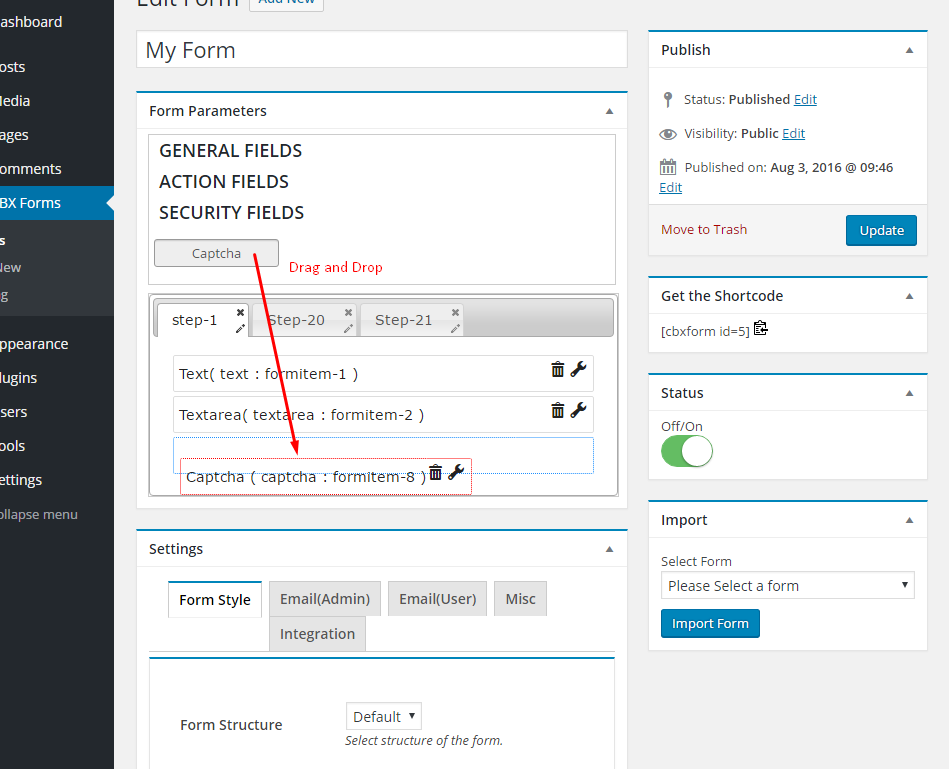 Edit Form Add New
ashboard
osts
edia
ages
omments
BX Forms
s
New
g
ppearance
lugins
sers
ools
ettings
ollapse menu
My Form
Form Parameters
GENERAL FIELDS
ACTION FIELDS
SECURITY FIELDS
Captcha
Drag and Drop
step-1 Step-20 Step-21
Text( text : formitem-1 )
Textarea( textarea : formitem-2 )
Captcha ( captcha : formitem-8 )
Settings
Form Style Email(Admin) Email(User) Misc
Integration
Form Structure Default
Select structure of the form.
Publish
Status: Published Edit
Visibility: Public Edit
Published on: Aug 3, 2016 @ 09:46
Edit
Move to Trash Update
Get the Shortcode
[cbxform id=5]
Status
Off/On
Import
Select Form
Please Select a form
Import Form